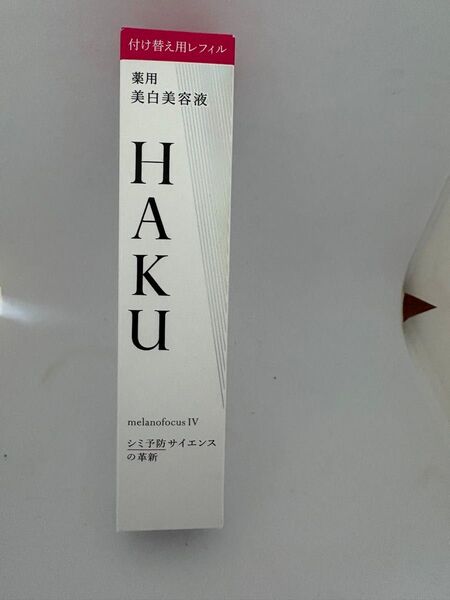 付け替え用レフィル
薬用
美白美容液
HAKU
melanofocus IV
シミ予防サイエンス
の革新